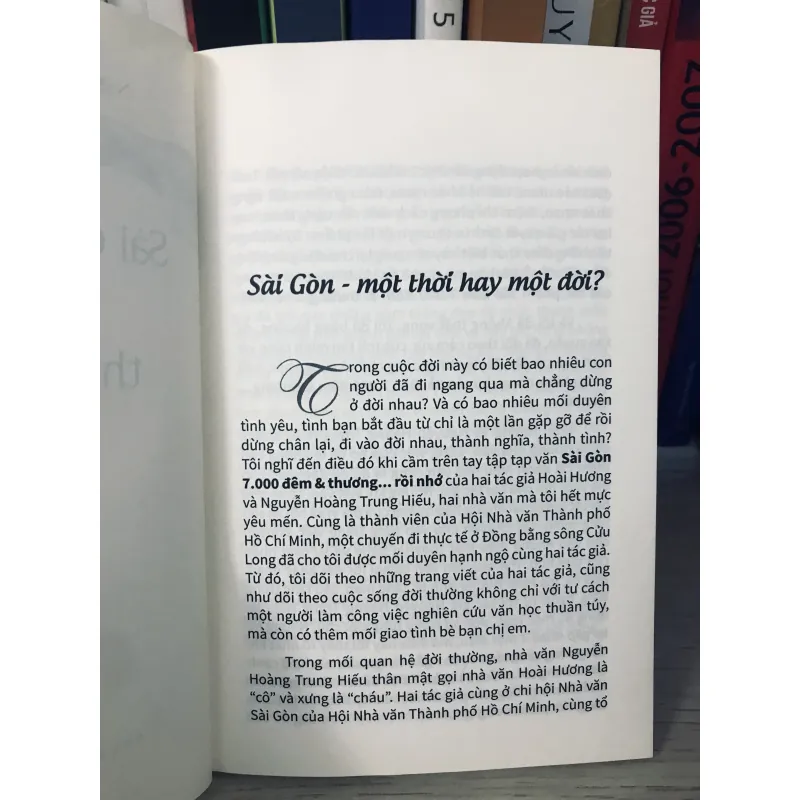 5
UY
GIẢ
2006-2007
Sài Gòn - một thời hay một đời?
Trong cuộc đời này có biết bao nhiêu con
người đã đi ngang qua mà chẳng dừng
ở đời nhau? Và có bao nhiêu mối duyên
tình yêu, tình bạn bắt đầu từ chỉ là một lần gặp gỡ để rồi
dừng chân lại, đi vào đời nhau, thành nghĩa, thành tình?
Tôi nghĩ đến điều đó khi cầm trên tay tập tạp văn Sài Gòn
7.000 đêm & thương... rồi nhớ của hai tác giả Hoài Hương
và Nguyễn Hoàng Trung Hiếu, hai nhà văn mà tôi hết mực
yêu mến. Cùng là thành viên của Hội Nhà văn Thành phố
Hồ Chí Minh, một chuyến đi thực tế ở Đồng bằng sông Cửu
Long đã cho tôi được mối duyên hạnh ngộ cùng hai tác giả.
Từ đó, tôi dõi theo những trang viết của hai tác giả, cũng
như dõi theo cuộc sống đời thường không chỉ với tư cách
một người làm công việc nghiên cứu văn học thuần túy,
mà còn có thêm mối giao tình bè bạn chị em.
Trong mối quan hệ đời thường, nhà văn Nguyễn
Hoàng Trung Hiếu thân mật gọi nhà văn Hoài Hương là
“cô” và xưng là “cháu”. Hai tác giả cùng ở chi hội Nhà văn
Sài Gòn của Hội Nhà văn Thành phố Hồ Chí Minh, cùng tổ